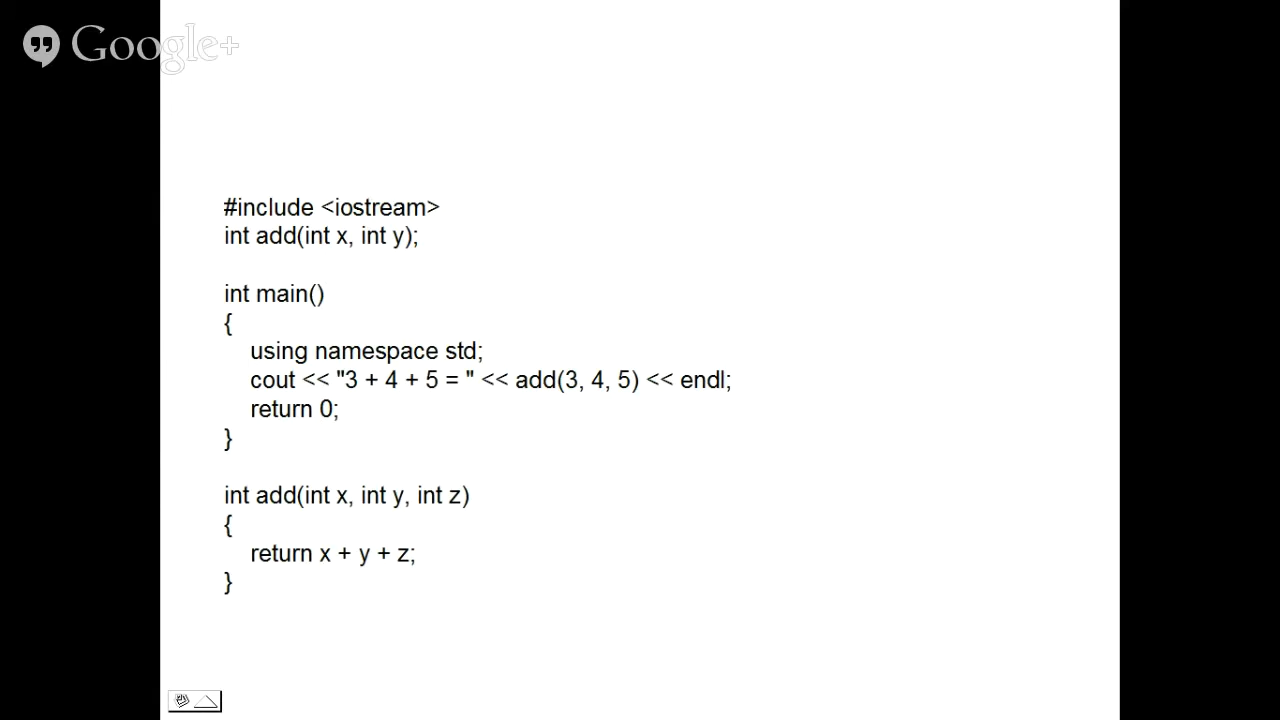 Google+
#include <iostream>
int add(int x, int y);
int main()
{
using namespace std;
cout << "3 + 4 + 5 = " << add(3, 4, 5) << endl;
return 0;
}
int add(int x, int y, int z)
{
return x + y + z;
}